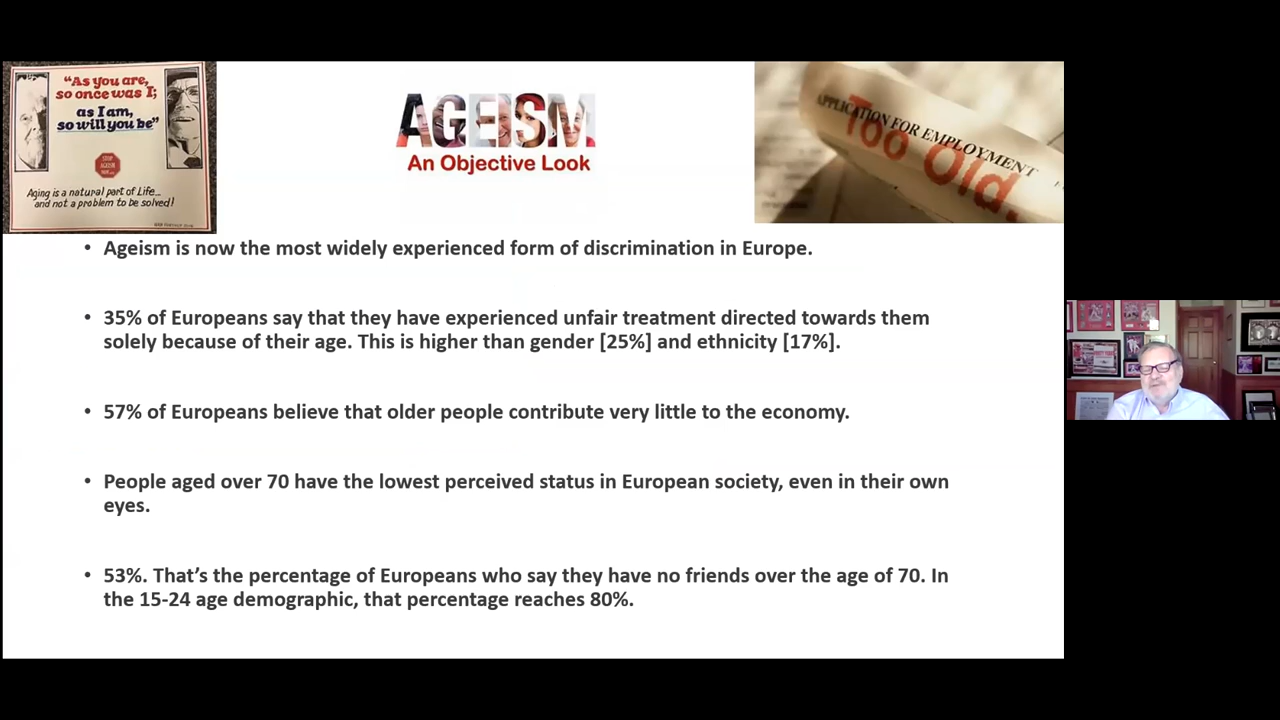 "As you are,
so once was I;
as I am,
so will you be"
STOP
AGEISM
NOW
Aging is a natural part of Life...
and not a problem to be solved!
AGEISM
An Objective Look
APPLICATION FOR EMPLOYMENT
Too Old.
• Ageism is now the most widely experienced form of discrimination in Europe.
• 35% of Europeans say that they have experienced unfair treatment directed towards them
solely because of their age. This is higher than gender [25%] and ethnicity [17%].
• 57% of Europeans believe that older people contribute very little to the economy.
• People aged over 70 have the lowest perceived status in European society, even in their own
eyes.
• 53%. That’s the percentage of Europeans who say they have no friends over the age of 70. In
the 15-24 age demographic, that percentage reaches 80%.